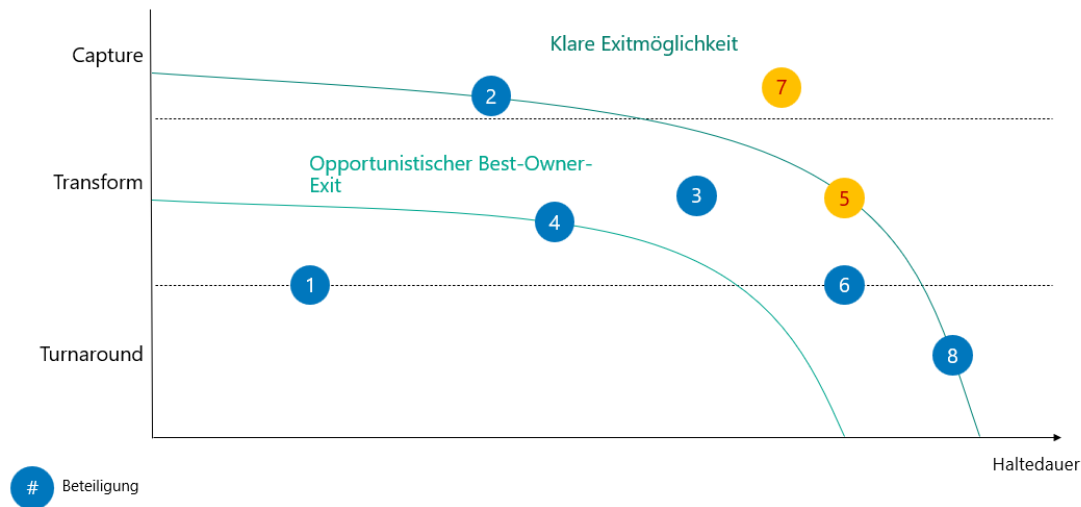 Capture
Klare Exitmöglichkeit
7
2
Opportunistischer Best-Owner-
Exit
Transform
3
5
4
1
6
Turnaround
8
Haltedauer
# Beteiligung